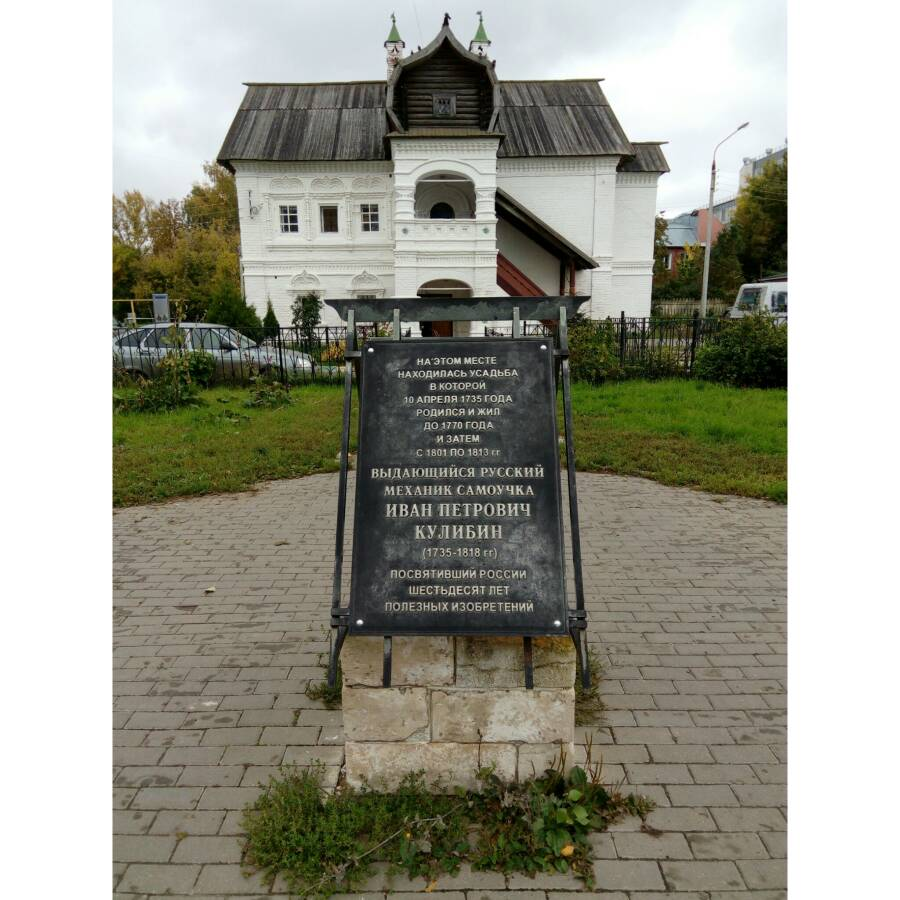 НА ЭТОМ МЕСТЕ
НАХОДИЛАСЬ УСАДЬБА
В КОТОРОЙ
10 АПРЕЛЯ 1735 ГОДА
РОДИЛСЯ И ЖИЛ
ДО 1770 ГОДА
И ЗАТЕМ
С 1801 ПО 1813 г г
ВЫДАЮЩИЙСЯ РУССКИЙ
МЕХАНИК САМОУЧКА
ИВАН ПЕТРОВИЧ
КУЛИБИН
(1735-1818 гг)
ПОСВЯТИВШИЙ РОССИИ
ШЕСТЬДЕСЯТ ЛЕТ
ПОЛЕЗНЫХ ИЗОБРЕТЕНИЙ